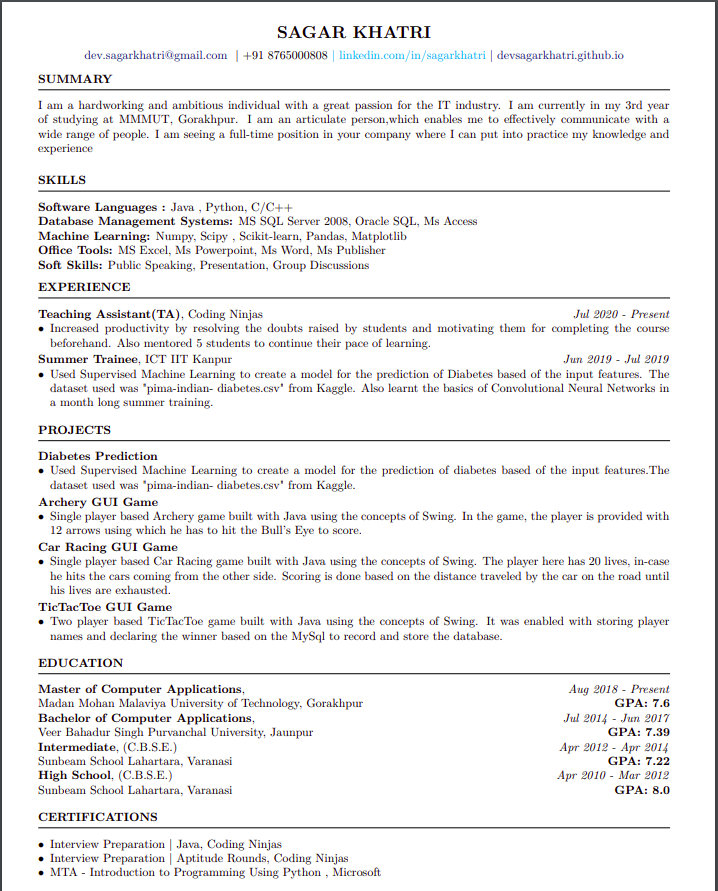 SAGAR KHATRI
dev.sagarkhatri@gmail.com | +91 8765000808 | linkedin.com/in/sagarkhatri | devsagarkhatri.github.io
SUMMARY
I am a hardworking and ambitious individual with a great passion for the IT industry. I am currently in my 3rd year
of studying at MMMUT, Gorakhpur. I am an articulate person,which enables me to effectively communicate with a
wide range of people. I am seeing a full-time position in your company where I can put into practice my knowledge and
experience
SKILLS
Software Languages : Java , Python, C/C++
Database Management Systems: MS SQL Server 2008, Oracle SQL, Ms Access
Machine Learning: Numpy, Scipy , Scikit-learn, Pandas, Matplotlib
Office Tools: MS Excel, Ms Powerpoint, Ms Word, Ms Publisher
Soft Skills: Public Speaking, Presentation, Group Discussions
EXPERIENCE
Teaching Assistant(TA), Coding Ninjas Jul 2020 - Present
• Increased productivity by resolving the doubts raised by students and motivating them for completing the course
beforehand. Also mentored 5 students to continue their pace of learning.
Summer Trainee, ICT IIT Kanpur Jun 2019 - Jul 2019
• Used Supervised Machine Learning to create a model for the prediction of Diabetes based of the input features. The
dataset used was "pima-indian- diabetes.csv" from Kaggle. Also learnt the basics of Convolutional Neural Networks in
a month long summer training.
PROJECTS
Diabetes Prediction
• Used Supervised Machine Learning to create a model for the prediction of diabetes based of the input features.The
dataset used was "pima-indian- diabetes.csv" from Kaggle.
Archery GUI Game
• Single player based Archery game built with Java using the concepts of Swing. In the game, the player is provided with
12 arrows using which he has to hit the Bull's Eye to score.
Car Racing GUI Game
• Single player based Car Racing game built with Java using the concepts of Swing. The player here has 20 lives, in-case
he hits the cars coming from the other side. Scoring is done based on the distance traveled by the car on the road until
his lives are exhausted.
TicTacToe GUI Game
• Two player based TicTacToe game built with Java using the concepts of Swing. It was enabled with storing player
names and declaring the winner based on the MySql to record and store the database.
EDUCATION
Master of Computer Applications, Aug 2018 - Present
Madan Mohan Malaviya University of Technology, Gorakhpur GPA: 7.6
Bachelor of Computer Applications, Jul 2014 - Jun 2017
Veer Bahadur Singh Purvanchal University, Jaunpur GPA: 7.39
Intermediate, (C.B.S.E.) Apr 2012 - Apr 2014
Sunbeam School Lahartara, Varanasi GPA: 7.22
High School, (C.B.S.E.) Apr 2010 - Mar 2012
Sunbeam School Lahartara, Varanasi GPA: 8.0
CERTIFICATIONS
• Interview Preparation | Java, Coding Ninjas
• Interview Preparation | Aptitude Rounds, Coding Ninjas
• MTA - Introduction to Programming Using Python , Microsoft